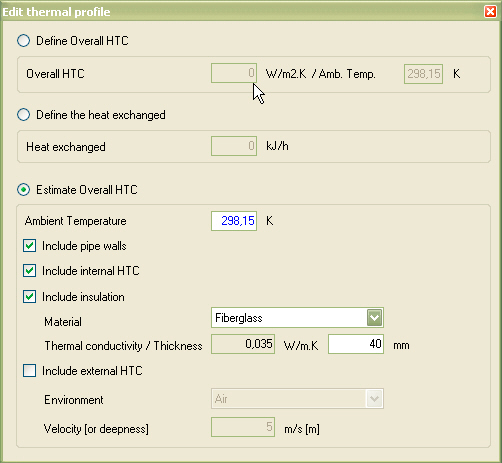 Edit thermal profile
Define Overall HTC
Overall HTC 0 W/m2.K / Amb. Temp. 298,15 K
Define the heat exchanged
Heat exchanged 0 kJ/h
Estimate Overall HTC
Ambient Temperature 298,15 K
Include pipe walls
Include internal HTC
Include insulation
Material Fiberglass
Thermal conductivity / Thickness 0,035 W/m.K 40 mm
Include external HTC
Environment Air
Velocity [or deepness] 5 m/s [m]